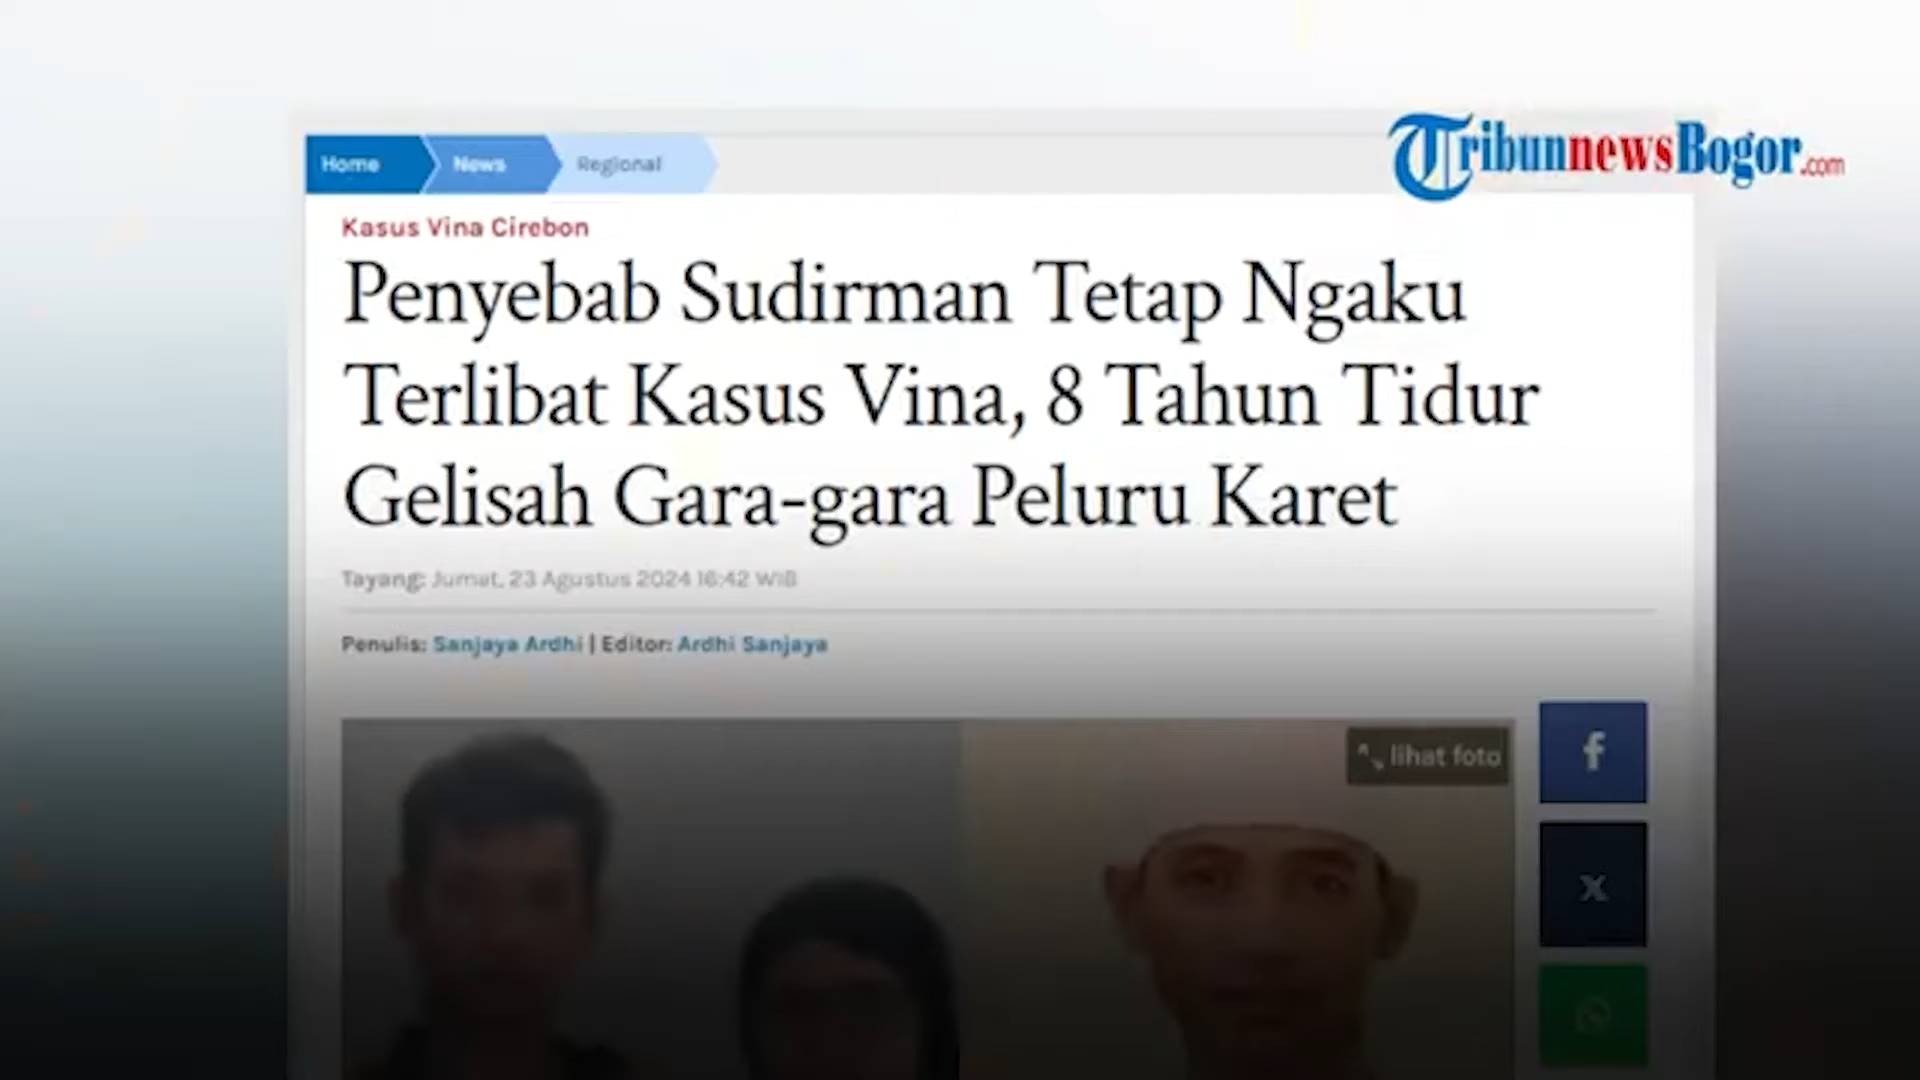 TribunnewsBogor.com
Home News Regional
Kasus Vina Cirebon
Penyebab Sudirman Tetap Ngaku
Terlibat Kasus Vina, 8 Tahun Tidur
Gelisah Gara-gara Peluru Karet
Tayang: Jumat, 23 Agustus 2024 16:42 WIB
Penulis: Sanjaya Ardhi | Editor: Ardhi Sanjaya
lihat foto
f
X